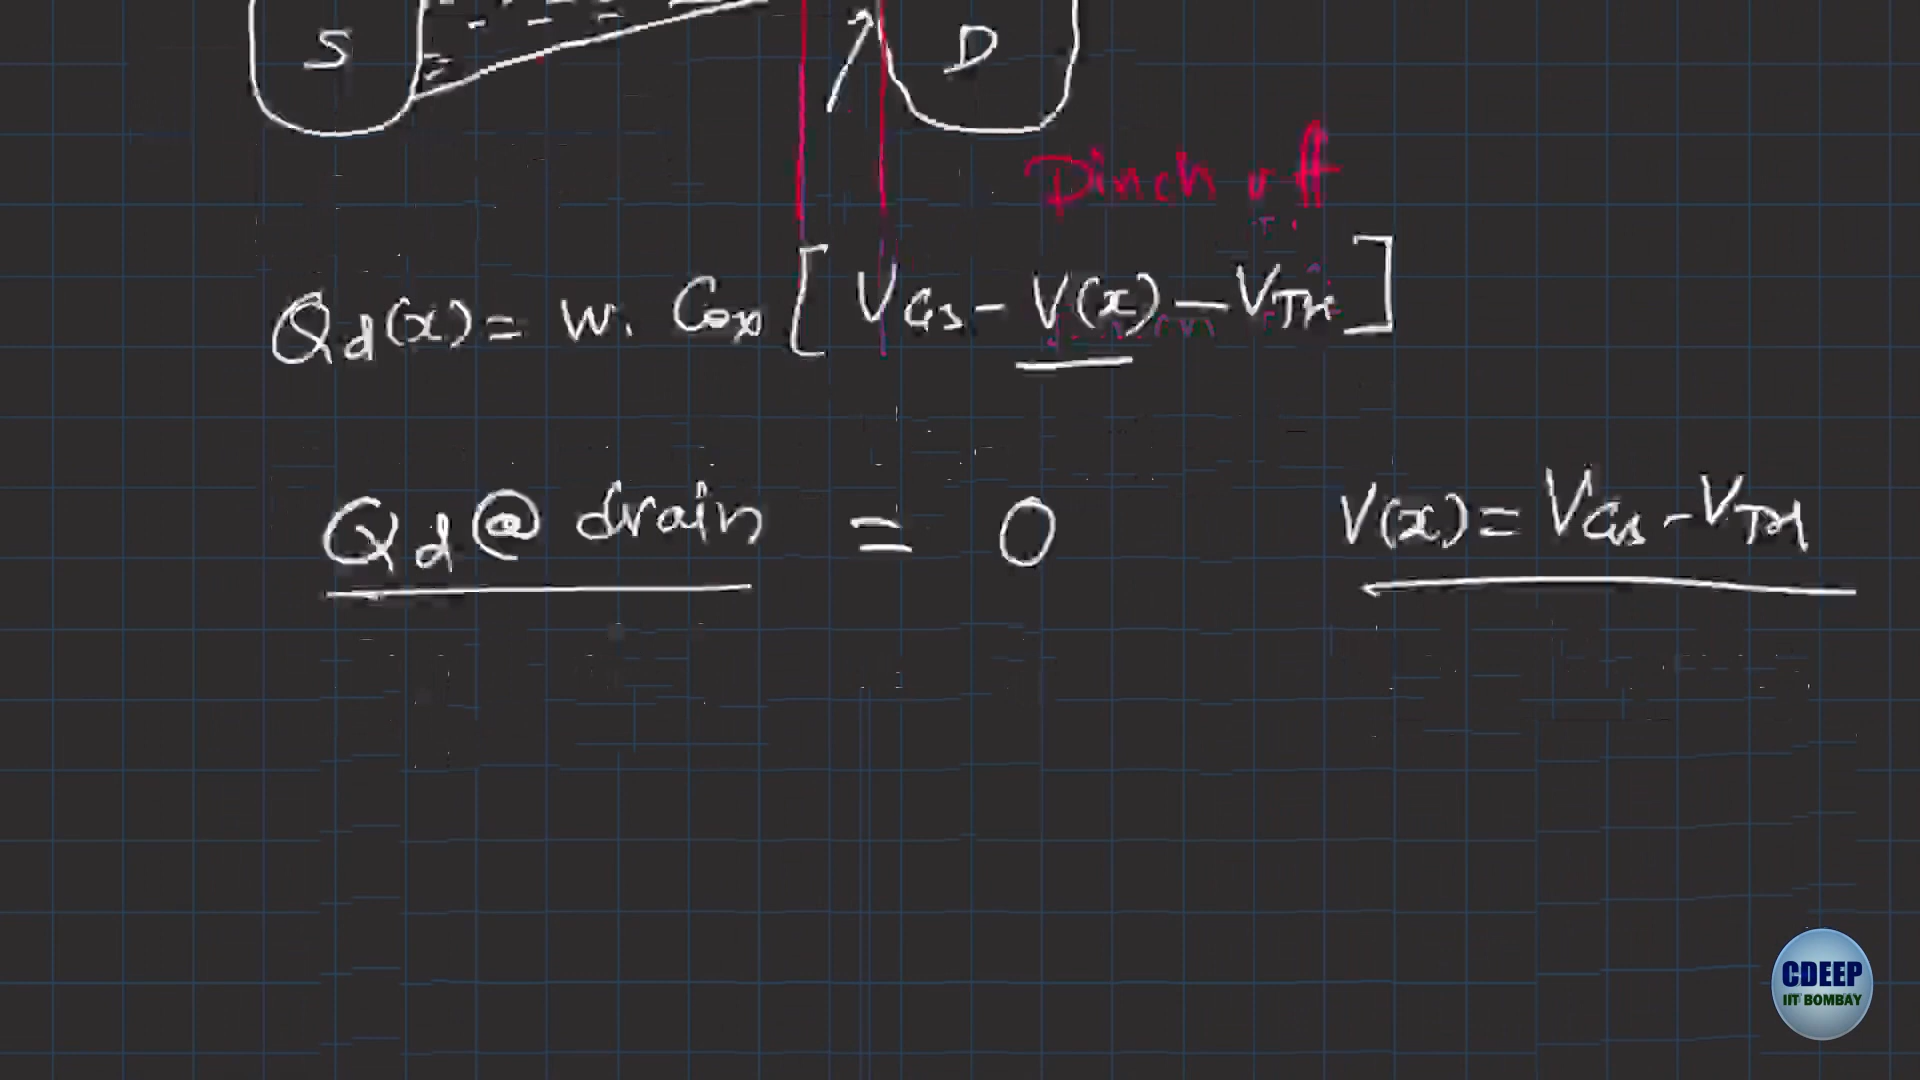 S D
Pinch off
Qd(x) = W. Cox [ VGS - V(x) - VTH ]
Qd @ drain = 0 V(x) = VGS - VTH
CDEEP
IIT BOMBAY